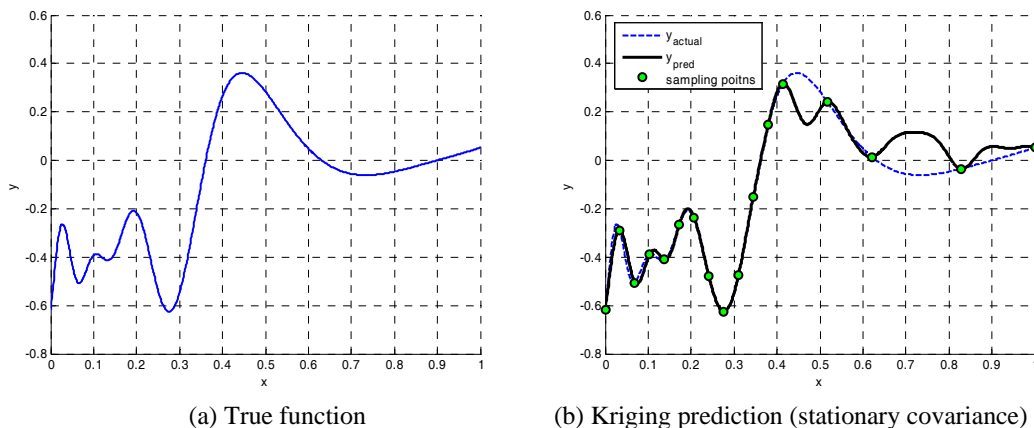 0.6
0.4
0.2
0
-0.2
-0.4
-0.6
-0.8
y
0 0.1 0.2 0.3 0.4 0.5 0.6 0.7 0.8 0.9 1
x
(a) True function
0.6
0.4
0.2
0
-0.2
-0.4
-0.6
-0.8
y
y_actual
y_pred
sampling poitns
0 0.1 0.2 0.3 0.4 0.5 0.6 0.7 0.8 0.9 1
x
(b) Kriging prediction (stationary covariance)